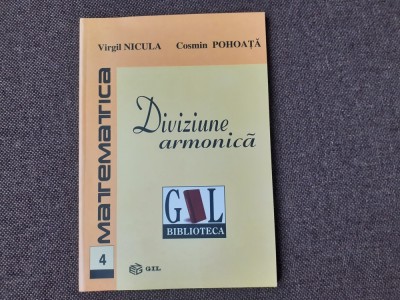 Virgil NICULA Cosmin POHOAȚĂ
Diviziune
armonică
MATEMATICA
GIL
BIBLIOTECA
4
GIL